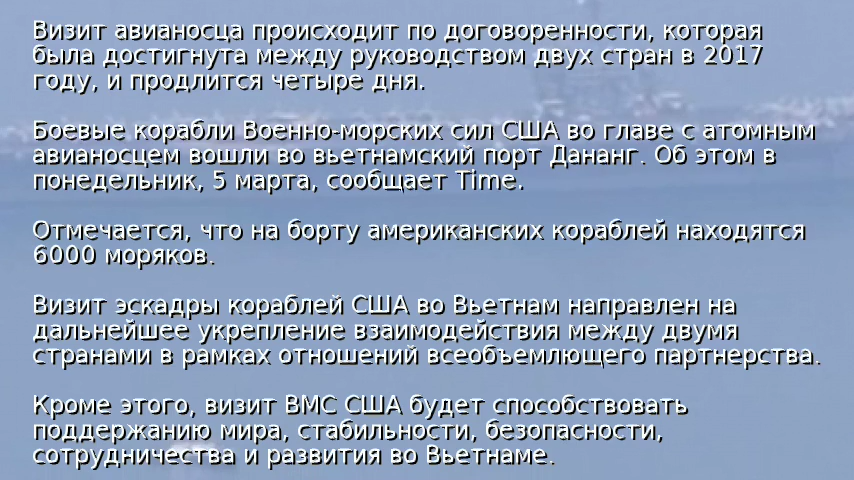 Визит авианосца происходит по договоренности, которая
была достигнута между руководством двух стран в 2017
году, и продлится четыре дня.
Боевые корабли Военно-морских сил США во главе с атомным
авианосцем вошли во вьетнамский порт Дананг. Об этом в
понедельник, 5 марта, сообщает Time.
Отмечается, что на борту американских кораблей находятся
6000 моряков.
Визит эскадры кораблей США во Вьетнам направлен на
дальнейшее укрепление взаимодействия между двумя
странами в рамках отношений всеобъемлющего партнерства.
Кроме этого, визит ВМС США будет способствовать
поддержанию мира, стабильности, безопасности,
сотрудничества и развития во Вьетнаме.